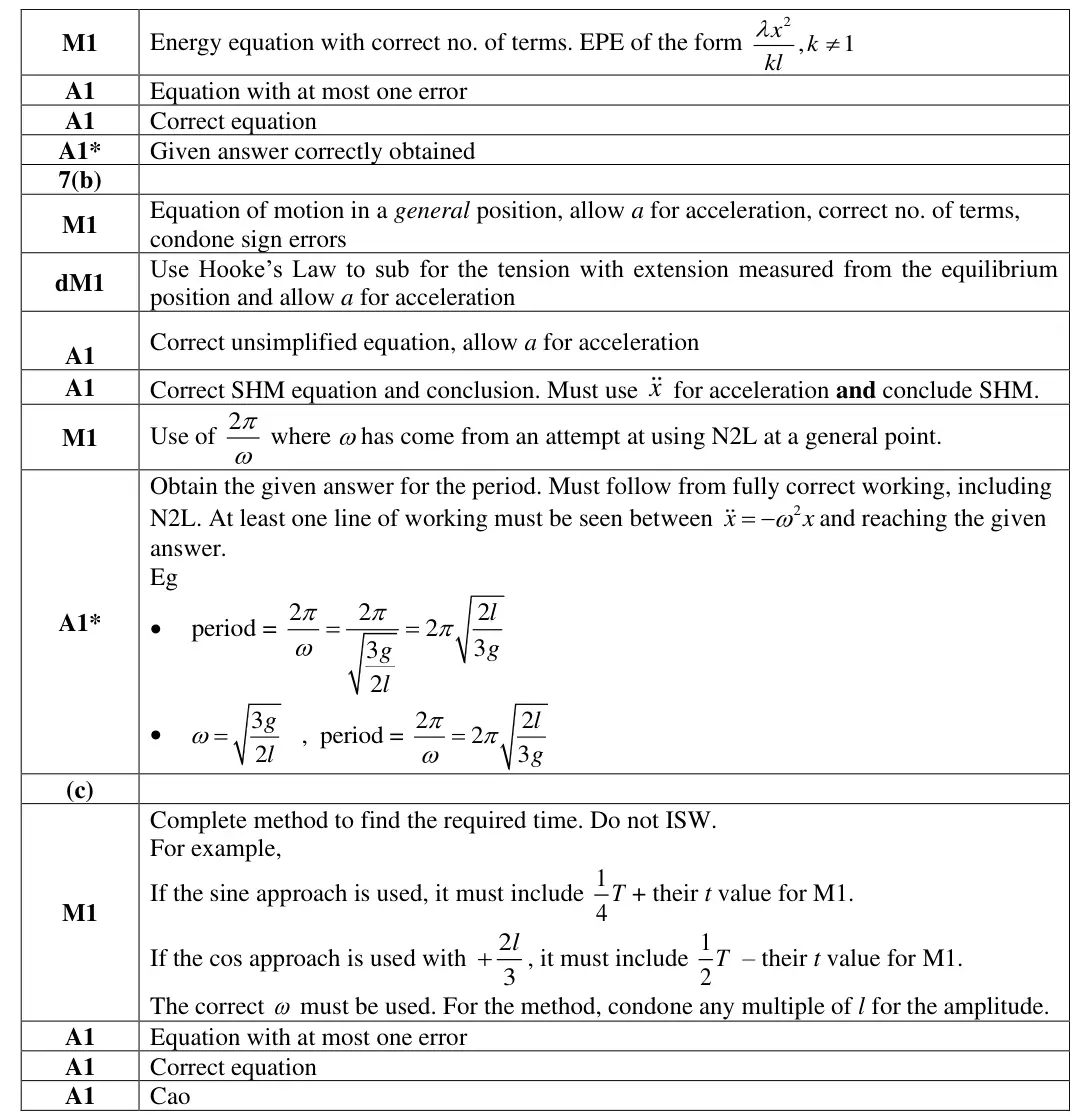 M1 Energy equation with correct no. of terms. EPE of the form λx²/kl , k ≠ 1
A1 Equation with at most one error
A1 Correct equation
A1* Given answer correctly obtained
7(b)
M1 Equation of motion in a general position, allow a for acceleration, correct no. of terms,
condone sign errors
dM1 Use Hooke's Law to sub for the tension with extension measured from the equilibrium
position and allow a for acceleration
A1 Correct unsimplified equation, allow a for acceleration
A1 Correct SHM equation and conclusion. Must use ẍ for acceleration and conclude SHM.
M1 Use of 2π/ω where ω has come from an attempt at using N2L at a general point.
A1* Obtain the given answer for the period. Must follow from fully correct working, including
N2L. At least one line of working must be seen between ẍ = −ω²x and reaching the given
answer.
Eg
• period = 2π/ω = 2π/√(3g/2l) = 2π√(2l/3g)
• ω = √(3g/2l) , period = 2π/ω = 2π√(2l/3g)
(c)
M1 Complete method to find the required time. Do not ISW.
For example,
If the sine approach is used, it must include 1/4 T + their t value for M1.
If the cos approach is used with +2l/3 , it must include 1/2 T – their t value for M1.
The correct ω must be used. For the method, condone any multiple of l for the amplitude.
A1 Equation with at most one error
A1 Correct equation
A1 Cao